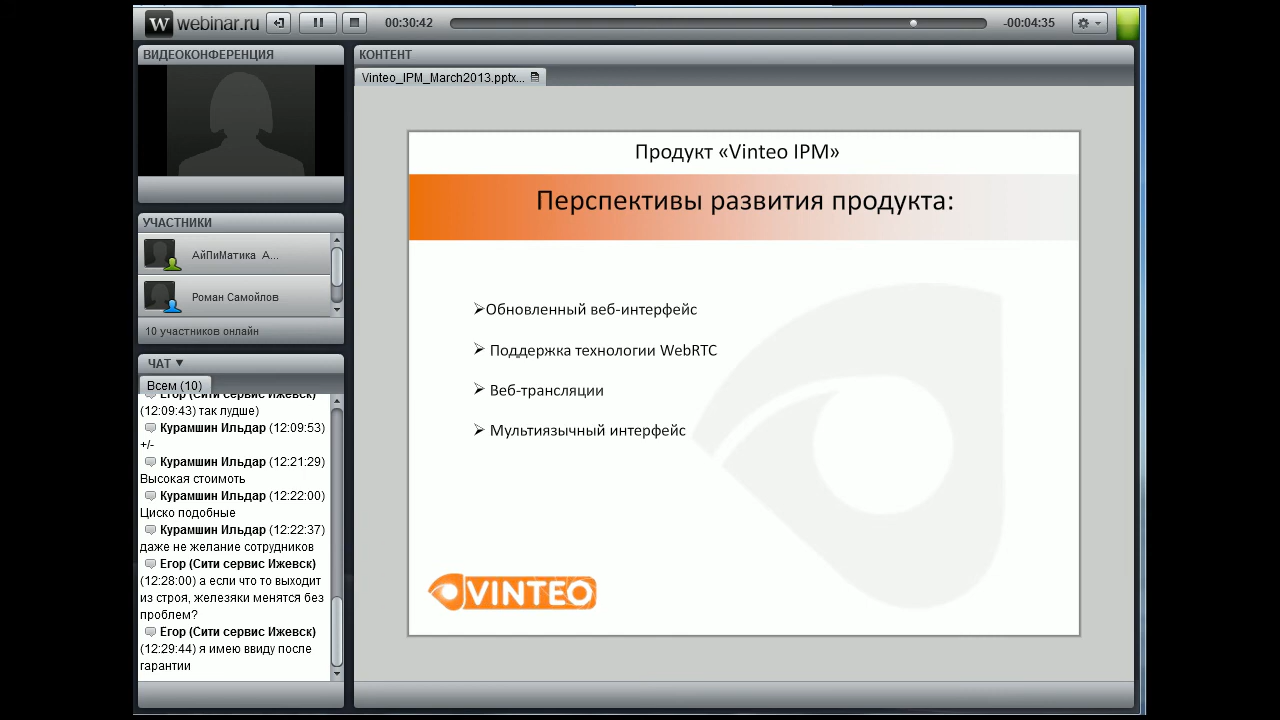 W webinar.ru
00:30:42
-00:04:35
ВИДЕОКОНФЕРЕНЦИЯ
УЧАСТНИКИ
АйПиМатика А...
Роман Самойлов
10 участников онлайн
ЧАТ
Всем (10)
Егор (Сити сервис Ижевск)
(12:09:43) так лудше)
Курамшин Ильдар (12:09:53)
+/-
Курамшин Ильдар (12:21:29)
Высокая стоимоть
Курамшин Ильдар (12:22:00)
Циско подобные
Курамшин Ильдар (12:22:37)
даже не желание сотрудников
Егор (Сити сервис Ижевск)
(12:28:00) а если что то выходит
из строя, железяки менятся без
проблем?
Егор (Сити сервис Ижевск)
(12:29:44) я имею ввиду после
гарантии
КОНТЕНТ
Vinteo_IPM_March2013.pptx...
Продукт «Vinteo IPM»
Перспективы развития продукта:
➢Обновленный веб-интерфейс
➢ Поддержка технологии WebRTC
➢ Веб-трансляции
➢ Мультиязычный интерфейс
VINTEO